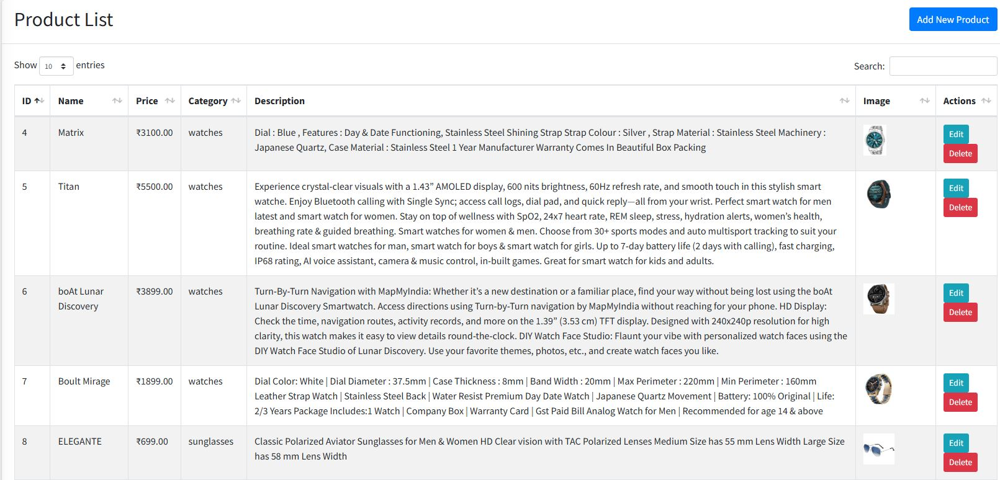 Product List
Add New Product
Show 10 entries
Search:
ID Name Price Category Description Image Actions
4 Matrix ₹3100.00 watches Dial : Blue , Features : Day & Date Functioning, Stainless Steel Shining Strap Strap Colour : Silver , Strap Material : Stainless Steel Machinery :
Japanese Quartz, Case Material : Stainless Steel 1 Year Manufacturer Warranty Comes In Beautiful Box Packing
Edit
Delete
5 Titan ₹5500.00 watches Experience crystal-clear visuals with a 1.43” AMOLED display, 600 nits brightness, 60Hz refresh rate, and smooth touch in this stylish smart
watche. Enjoy Bluetooth calling with Single Sync; access call logs, dial pad, and quick reply—all from your wrist. Perfect smart watch for men
latest and smart watch for women. Stay on top of wellness with SpO2, 24x7 heart rate, REM sleep, stress, hydration alerts, women’s health,
breathing rate & guided breathing. Smart watches for women & men. Choose from 30+ sports modes and auto multisport tracking to suit your
routine. Ideal smart watches for man, smart watch for boys & smart watch for girls. Up to 7-day battery life (2 days with calling), fast charging,
IP68 rating, AI voice assistant, camera & music control, in-built games. Great for smart watch for kids and adults.
Edit
Delete
6 boAt Lunar Discovery ₹3899.00 watches Turn-By-Turn Navigation with MapMyIndia: Whether it’s a new destination or a familiar place, find your way without being lost using the boAt
Lunar Discovery Smartwatch. Access directions using Turn-by-Turn navigation by MapMyIndia without reaching for your phone. HD Display:
Check the time, navigation routes, activity records, and more on the 1.39” (3.53 cm) TFT display. Designed with 240x240p resolution for high
clarity, this watch makes it easy to view details round-the-clock. DIY Watch Face Studio: Flaunt your vibe with personalized watch faces using the
DIY Watch Face Studio of Lunar Discovery. Use your favorite themes, photos, etc., and create watch faces you like.
Edit
Delete
7 Boult Mirage ₹1899.00 watches Dial Color: White | Dial Diameter : 37.5mm | Case Thickness : 8mm | Band Width : 20mm | Max Perimeter : 220mm | Min Perimeter : 160mm
Leather Strap Watch | Stainless Steel Back | Water Resist Premium Day Date Watch | Japanese Quartz Movement | Battery: 100% Original | Life:
2/3 Years Package Includes:1 Watch | Company Box | Warranty Card | Gst Paid Bill Analog Watch for Men | Recommended for age 14 & above
Edit
Delete
8 ELEGANTE ₹699.00 sunglasses Classic Polarized Aviator Sunglasses for Men & Women HD Clear vision with TAC Polarized Lenses Medium Size has 55 mm Lens Width Large Size
has 58 mm Lens Width
Edit
Delete